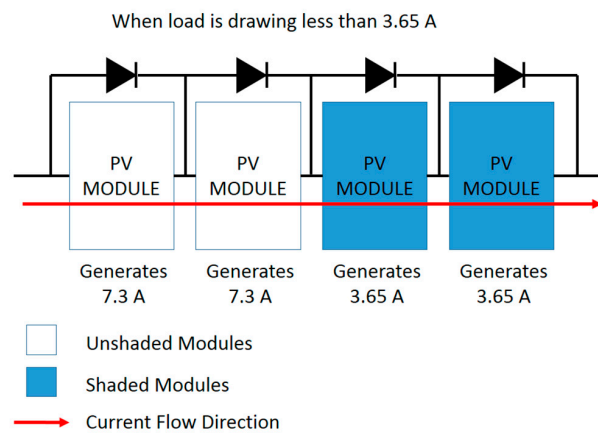 When load is drawing less than 3.65 A
PV
MODULE
PV
MODULE
PV
MODULE
PV
MODULE
Generates
7.3 A
Generates
7.3 A
Generates
3.65 A
Generates
3.65 A
Unshaded Modules
Shaded Modules
Current Flow Direction